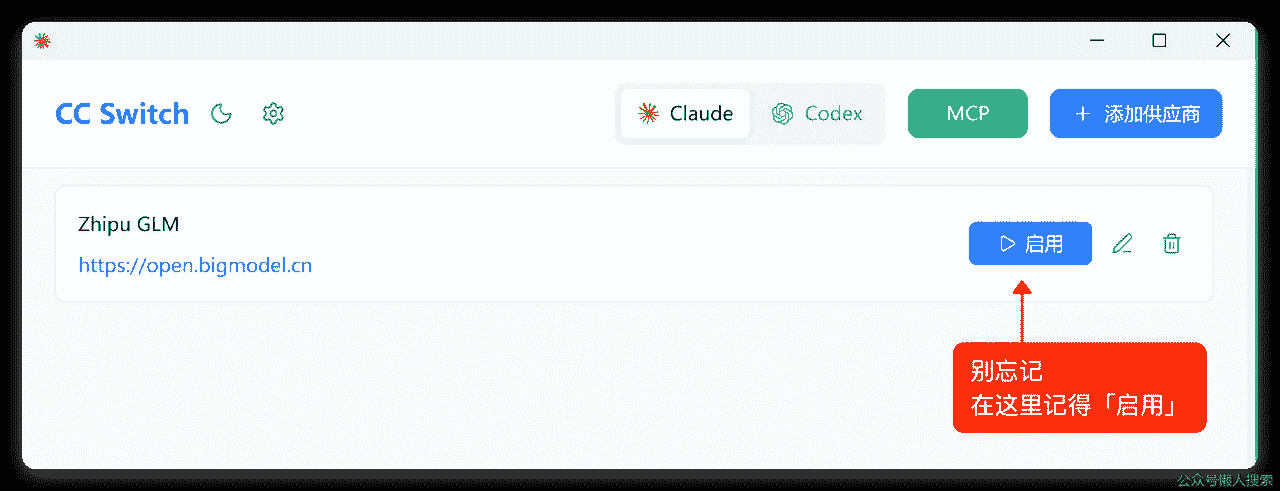 CC Switch
Claude
Codex
MCP
+ 添加供应商
Zhipu GLM
https://open.bigmodel.cn
启用
别忘记
在这里记得「启用」
公众号懒人搜索